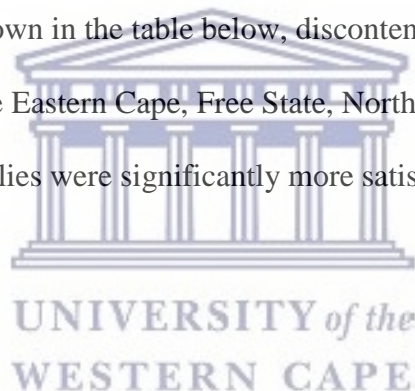 own in the table below, disconten
e Eastern Cape, Free State, North
lies were significantly more satis
UNIVERSITY of the
WESTERN CAPE